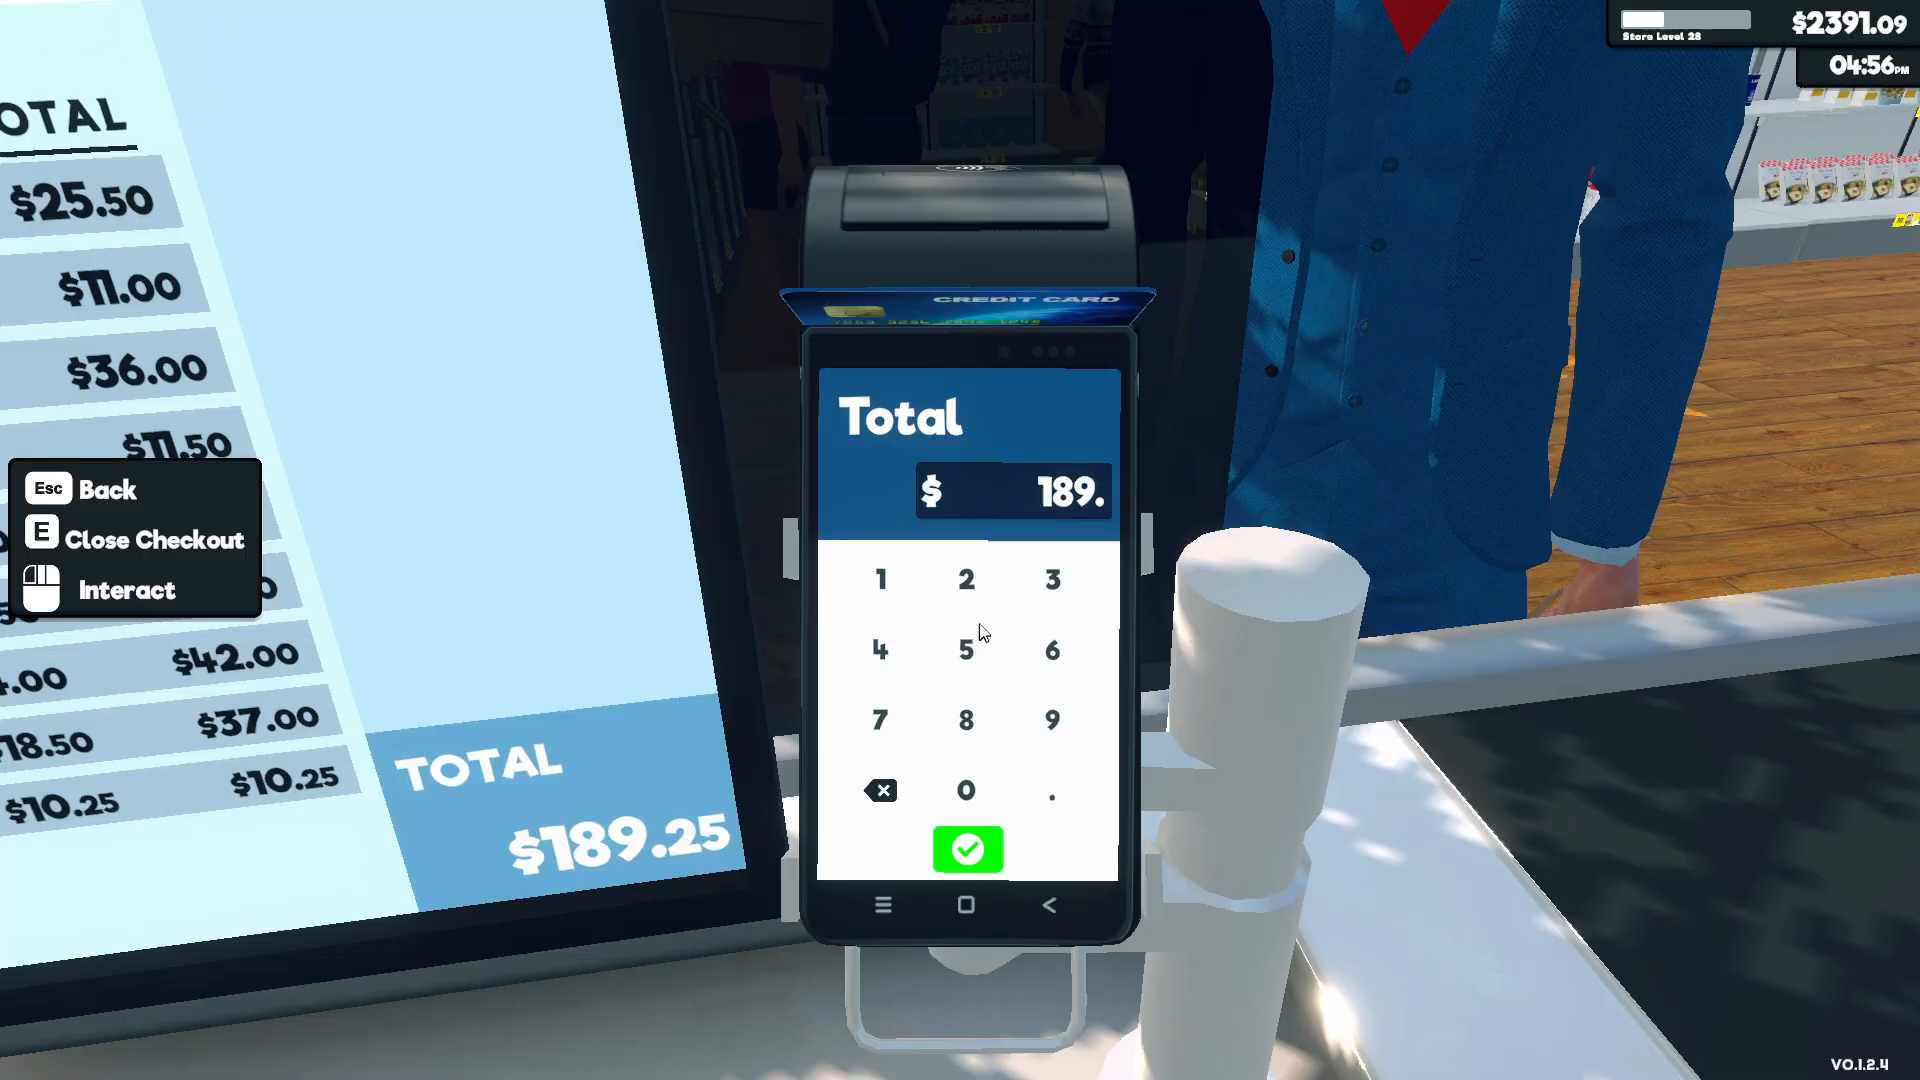 $2391.09
Store Level 28
04:56PM
OTAL
$25.50
$11.00
$36.00
$11.50
Esc Back
E Close Checkout
Interact
$42.00
.00
$37.00
18.50
$10.25
$10.25
TOTAL
$189.25
CREDIT CARD
Total
$ 189.
1 2 3
4 5 6
7 8 9
0 .
V0.1.2.4